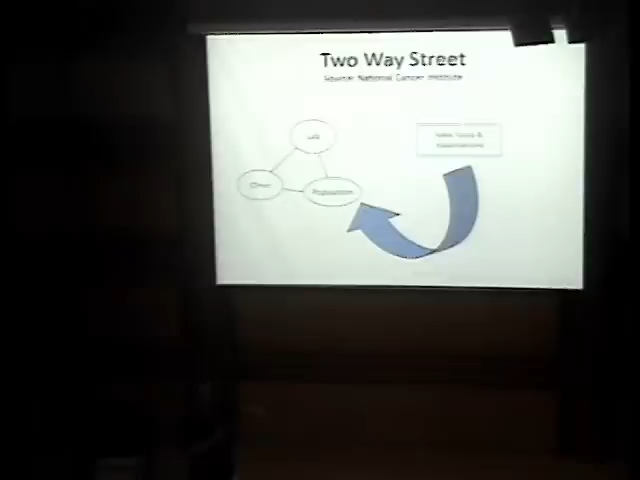 Two Way Street
Source: National Cancer Institute
Lab
Clinic
Population